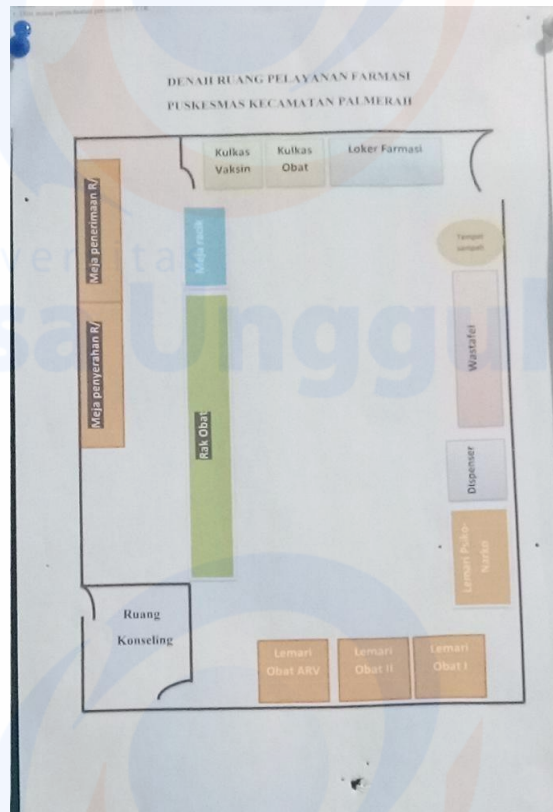 DENAH RUANG PELAYANAN FARMASI
PUSKESMAS KECAMATAN PALMERAH
Kulkas
Vaksin
Kulkas
Obat
Loker Farmasi
Meja penerimaan R/
Meja racik
Tempat
sampah
Meja penyerahan R/
Rak Obat
Wastafel
Dispenser
Lemari Psiko-
Narko
Ruang
Konseling
Lemari
Obat ARV
Lemari
Obat II
Lemari
Obat I
Unggul